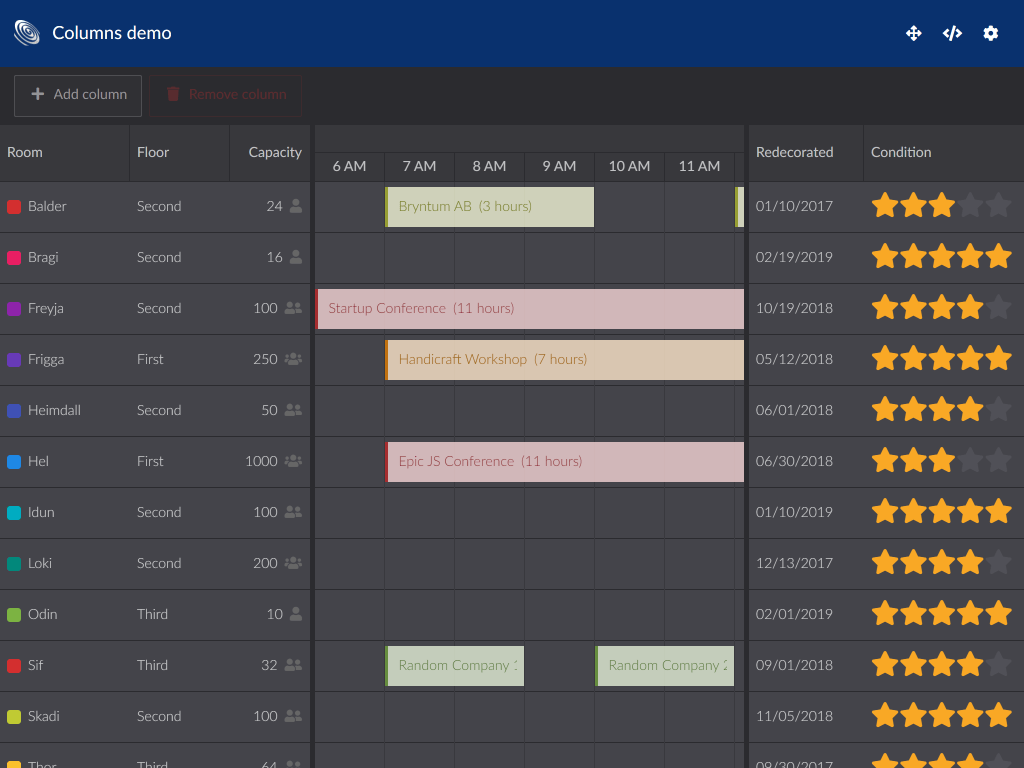 Columns demo
Add column
Remove column
Room Floor Capacity 6 AM 7 AM 8 AM 9 AM 10 AM 11 AM Redecorated Condition
Balder Second 24 Bryntum AB (3 hours) 01/10/2017
Bragi Second 16 02/19/2019
Freyja Second 100 Startup Conference (11 hours) 10/19/2018
Frigga First 250 Handicraft Workshop (7 hours) 05/12/2018
Heimdall Second 50 06/01/2018
Hel First 1000 Epic JS Conference (11 hours) 06/30/2018
Idun Second 100 01/10/2019
Loki Second 200 12/13/2017
Odin Third 10 02/01/2019
Sif Third 32 Random Company Random Company 09/01/2018
Skadi Second 100 11/05/2018
Thor Third 64 09/30/2017